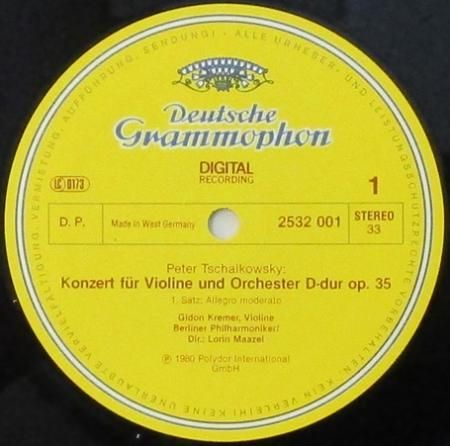 VERMIETUNG, AUFFÜHRUNG, SENDUNG! · ALLE URHEBER- UND LEISTUNGSSCHUTZRECHTE VORBEHALTEN. KEIN VERLEIH! KEINE UNERLAUBTE VERVIELFÄLTIGUNG,
Deutsche
Grammophon
DIGITAL
RECORDING
LC 0173
1
D. P.
Made in West Germany
2532 001
STEREO
33
Peter Tschaikowsky:
Konzert für Violine und Orchester D-dur op. 35
1. Satz: Allegro moderato
Gidon Kremer, Violine
Berliner Philharmoniker/
Dir.: Lorin Maazel
Ⓟ 1980 Polydor International
GmbH